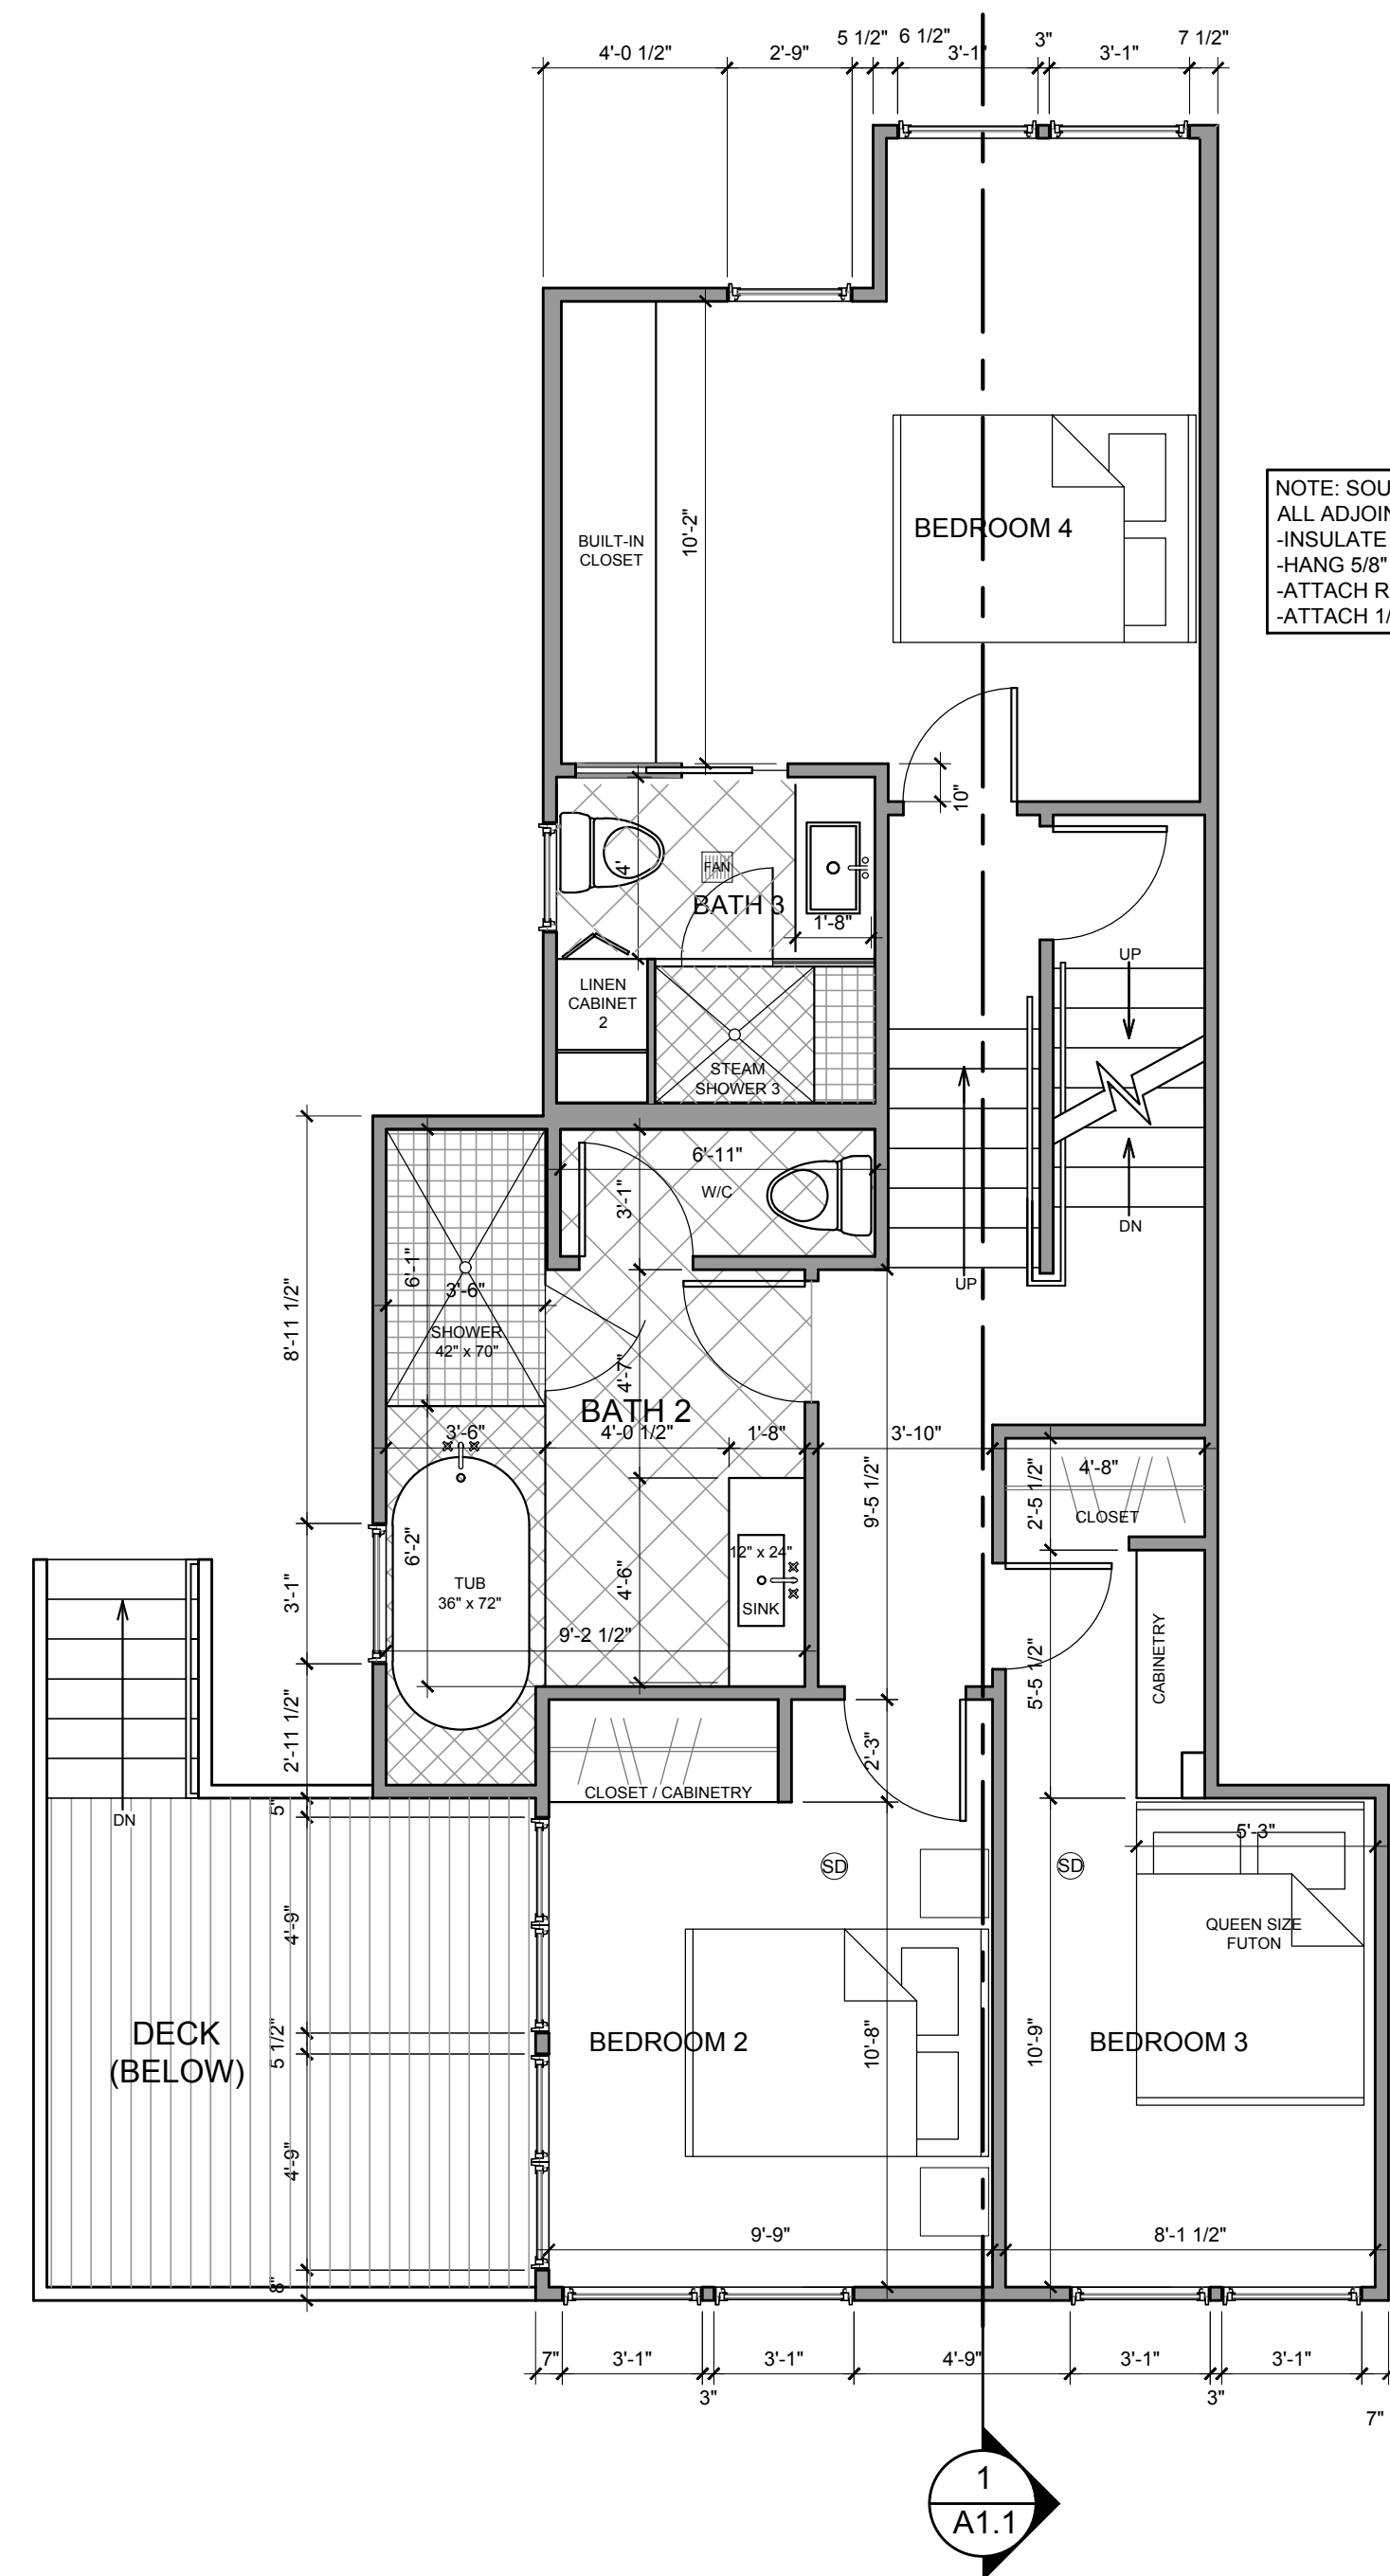 4'-0 1/2"
2'-9"
5 1/2"
6 1/2"
3'-1"
3"
3'-1"
7 1/2"
NOTE: SOU
ALL ADJOIN
-INSULATE
-HANG 5/8"
-ATTACH R
-ATTACH 1/
BUILT-IN
CLOSET
10'-2"
BEDROOM 4
10"
4'
FAN
BATH 3
1'-8"
LINEN
CABINET
2
STEAM
SHOWER 3
UP
DN
UP
6'-11"
W/C
3'-1"
8'-11 1/2"
6'-1"
3'-6"
SHOWER
42" x 70"
4'-7"
BATH 2
3'-6"
4'-0 1/2"
1'-8"
3'-10"
4'-8"
2'-5 1/2"
CLOSET
9'-5 1/2"
6'-2"
12" x 24"
SINK
4'-6"
TUB
36" x 72"
3'-1"
9'-2 1/2"
5'-5 1/2"
CABINETRY
2'-11 1/2"
2'-3"
CLOSET / CABINETRY
DN
5"
SD
SD
5'-3"
4'-9"
QUEEN SIZE
FUTON
DECK
(BELOW)
5 1/2"
BEDROOM 2
10'-8"
10'-9"
BEDROOM 3
4'-9"
9'-9"
8'-1 1/2"
8"
7"
3'-1"
3"
3'-1"
4'-9"
3'-1"
3"
3'-1"
7"
1
A1.1